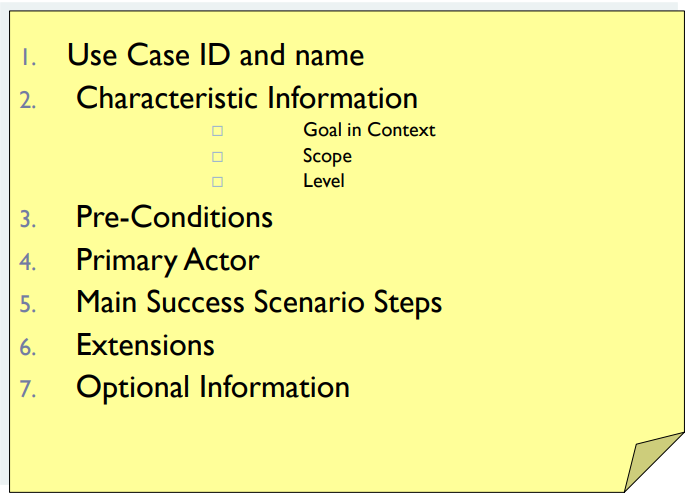 1. Use Case ID and name
2. Characteristic Information
□ Goal in Context
□ Scope
□ Level
3. Pre-Conditions
4. Primary Actor
5. Main Success Scenario Steps
6. Extensions
7. Optional Information